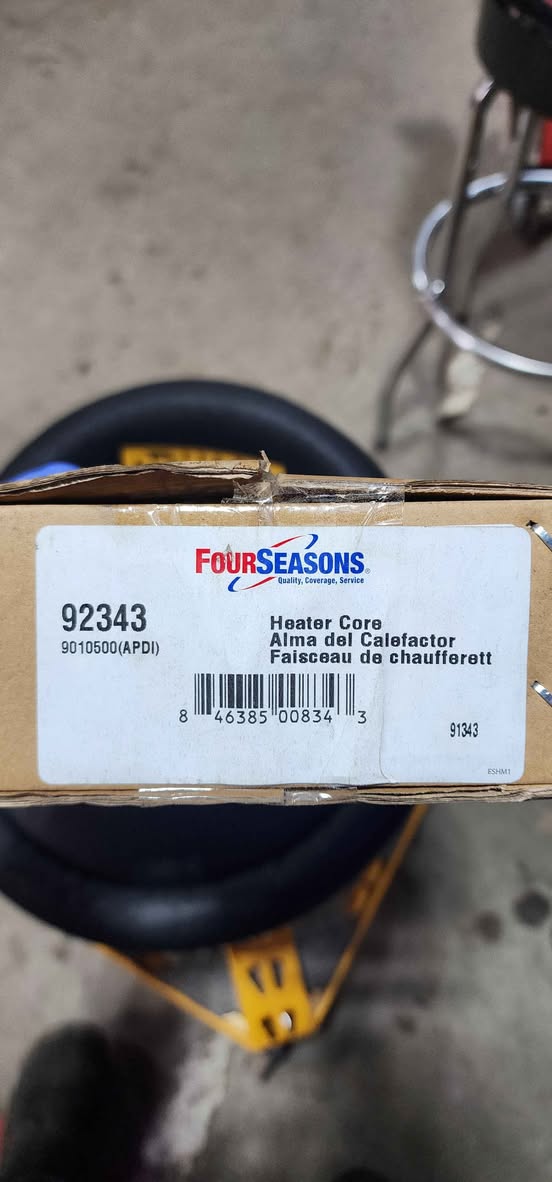 FOURSEASONS®
Quality, Coverage, Service
92343
9010500(APDI)
Heater Core
Alma del Calefactor
Faisceau de chaufferett
8 46385 00834 3
91343
ESHM1